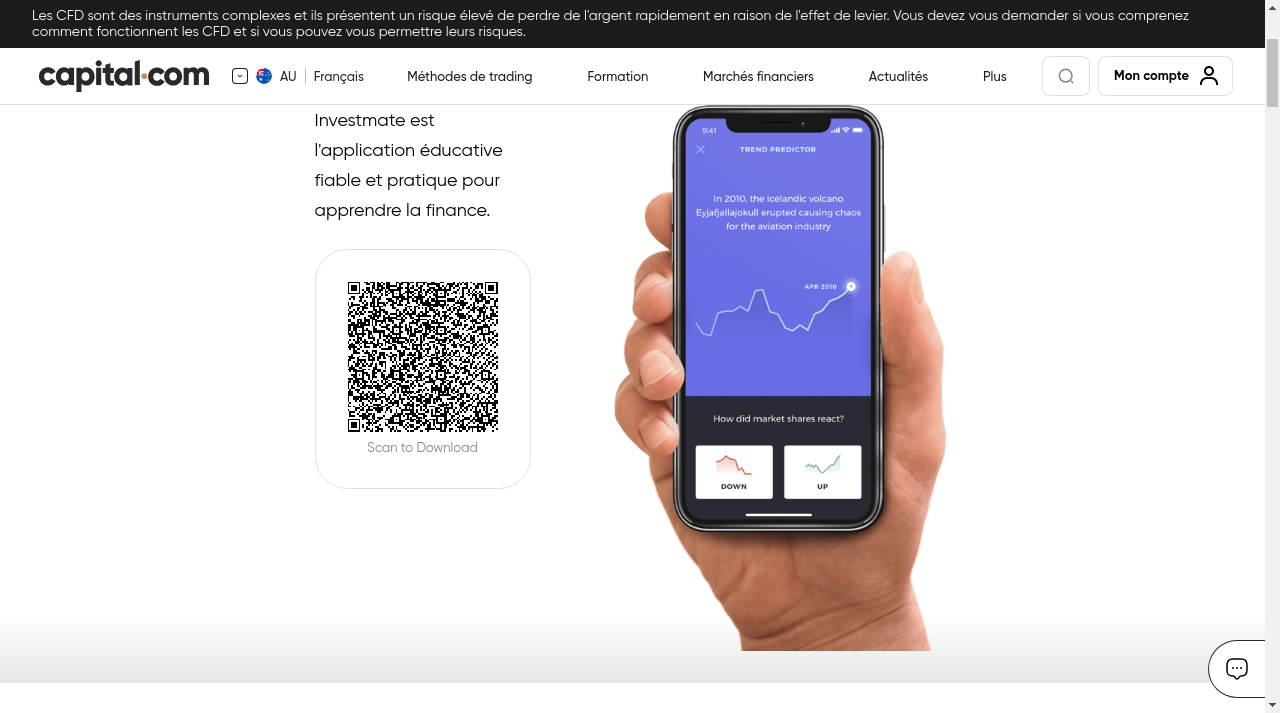 Les CFD sont des instruments complexes et ils présentent un risque élevé de perdre de l'argent rapidement en raison de l'effet de levier. Vous devez vous demander si vous comprenez
comment fonctionnent les CFD et si vous pouvez vous permettre leurs risques.
capital.com
AU Français
Méthodes de trading
Formation
Marchés financiers
Actualités
Plus
Mon compte
Investmate est
l'application éducative
fiable et pratique pour
apprendre la finance.
Scan to Download
9:41
TREND PREDICTOR
In 2010, the Icelandic volcano
Eyjafjallajokull erupted causing chaos
for the aviation industry
APR 2010
How did market shares react?
DOWN
UP